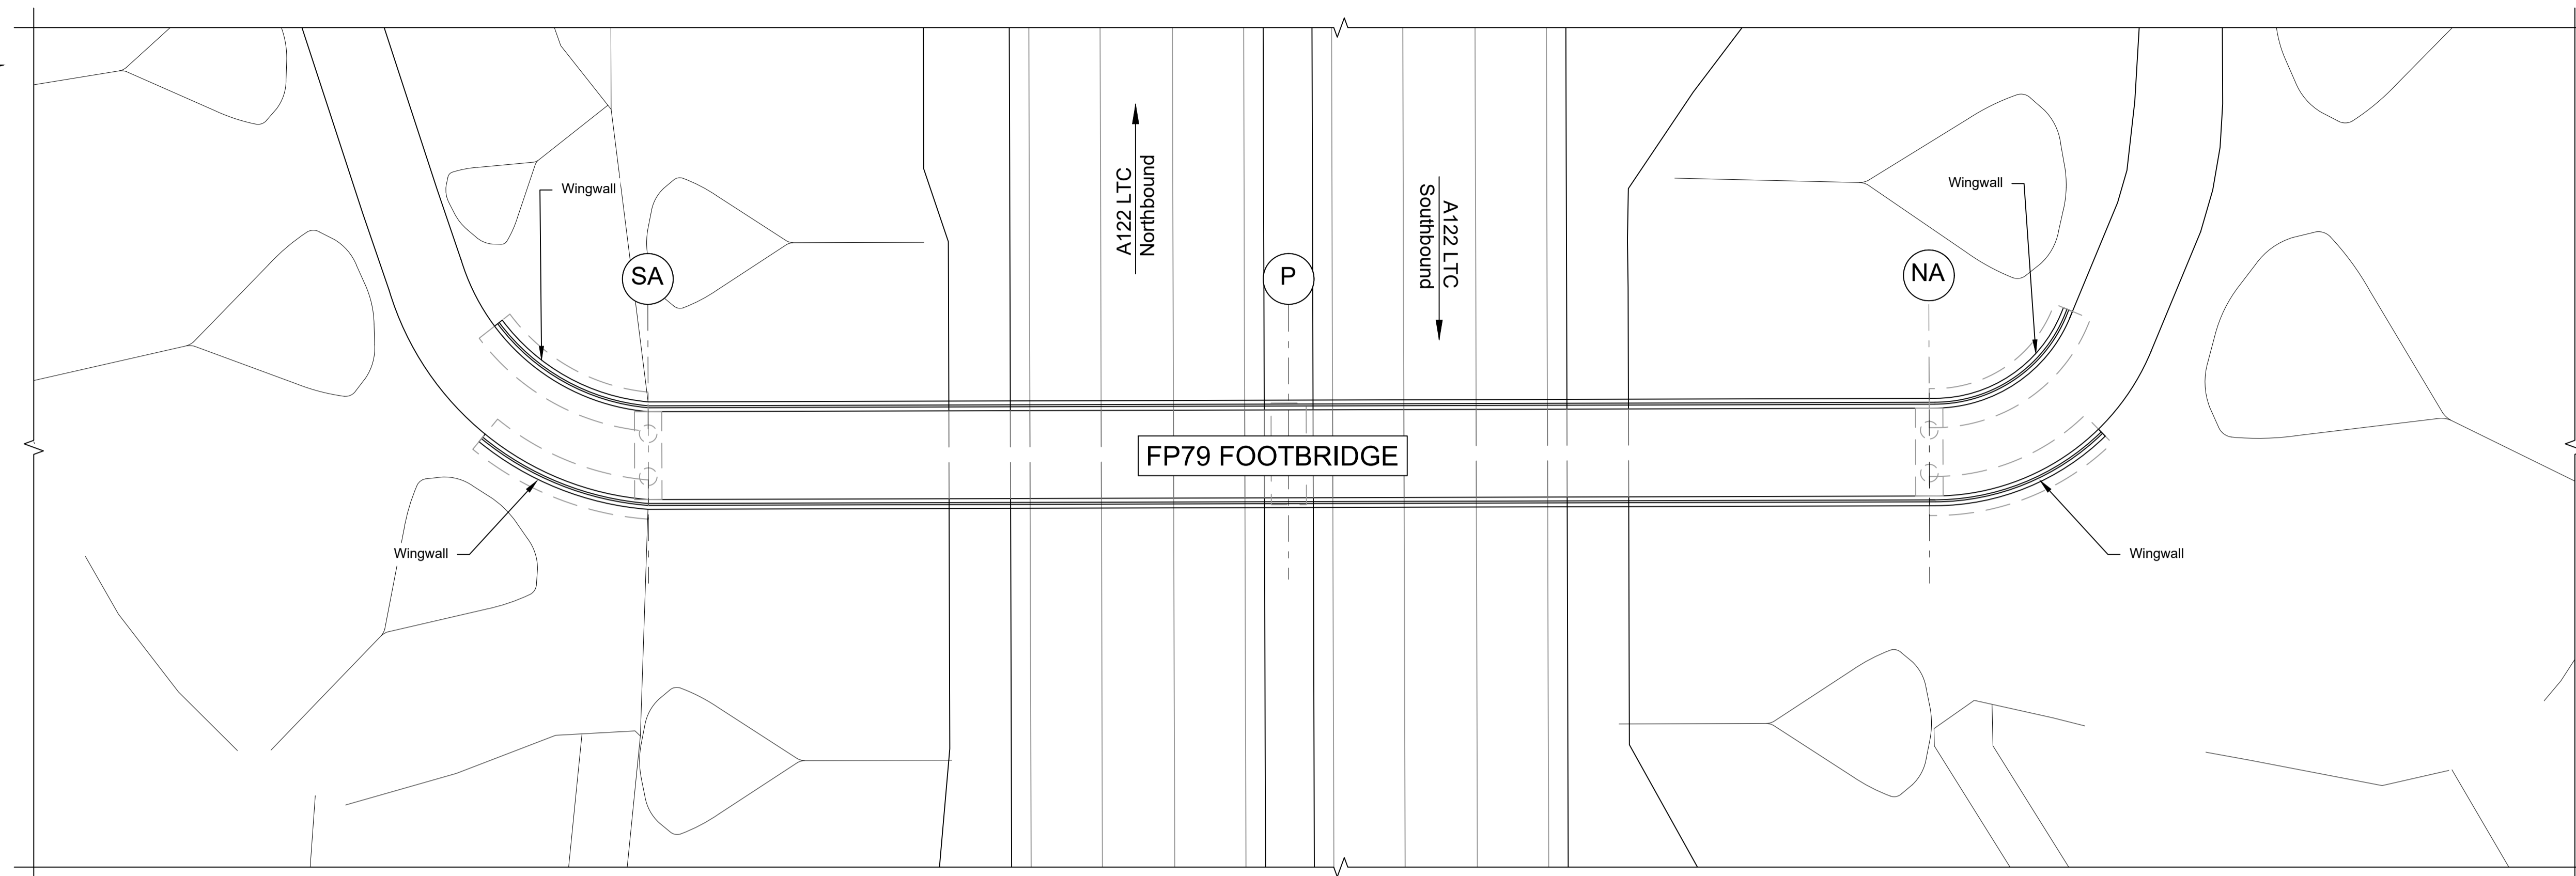 Wingwall
Wingwall
A122 LTC
Northbound
A122 LTC
Southbound
SA
P
NA
FP79 FOOTBRIDGE
Wingwall
Wingwall